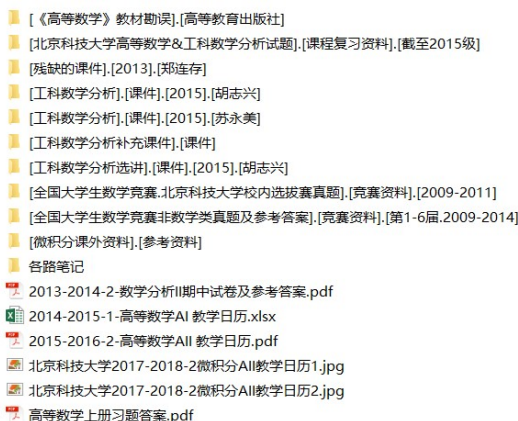 [《高等数学》教材勘误].[高等教育出版社]
[北京科技大学高等数学&工科数学分析试题].[课程复习资料].[截至2015级]
[残缺的课件].[2013].[郑连存]
[工科数学分析].[课件].[2015].[胡志兴]
[工科数学分析].[课件].[2015].[苏永美]
[工科数学分析补充课件].[课件]
[工科数学分析选讲].[课件].[2015].[胡志兴]
[全国大学生数学竞赛.北京科技大学校内选拔赛真题].[竞赛资料].[2009-2011]
[全国大学生数学竞赛非数学类真题及参考答案].[竞赛资料].[第1-6届.2009-2014]
[微积分课外资料].[参考资料]
各路笔记
2013-2014-2-数学分析II期中试卷及参考答案.pdf
2014-2015-1-高等数学AI 教学日历.xlsx
2015-2016-2-高等数学AII 教学日历.pdf
北京科技大学2017-2018-2微积分AII教学日历1.jpg
北京科技大学2017-2018-2微积分AII教学日历2.jpg
高等数学上册习题答案.pdf